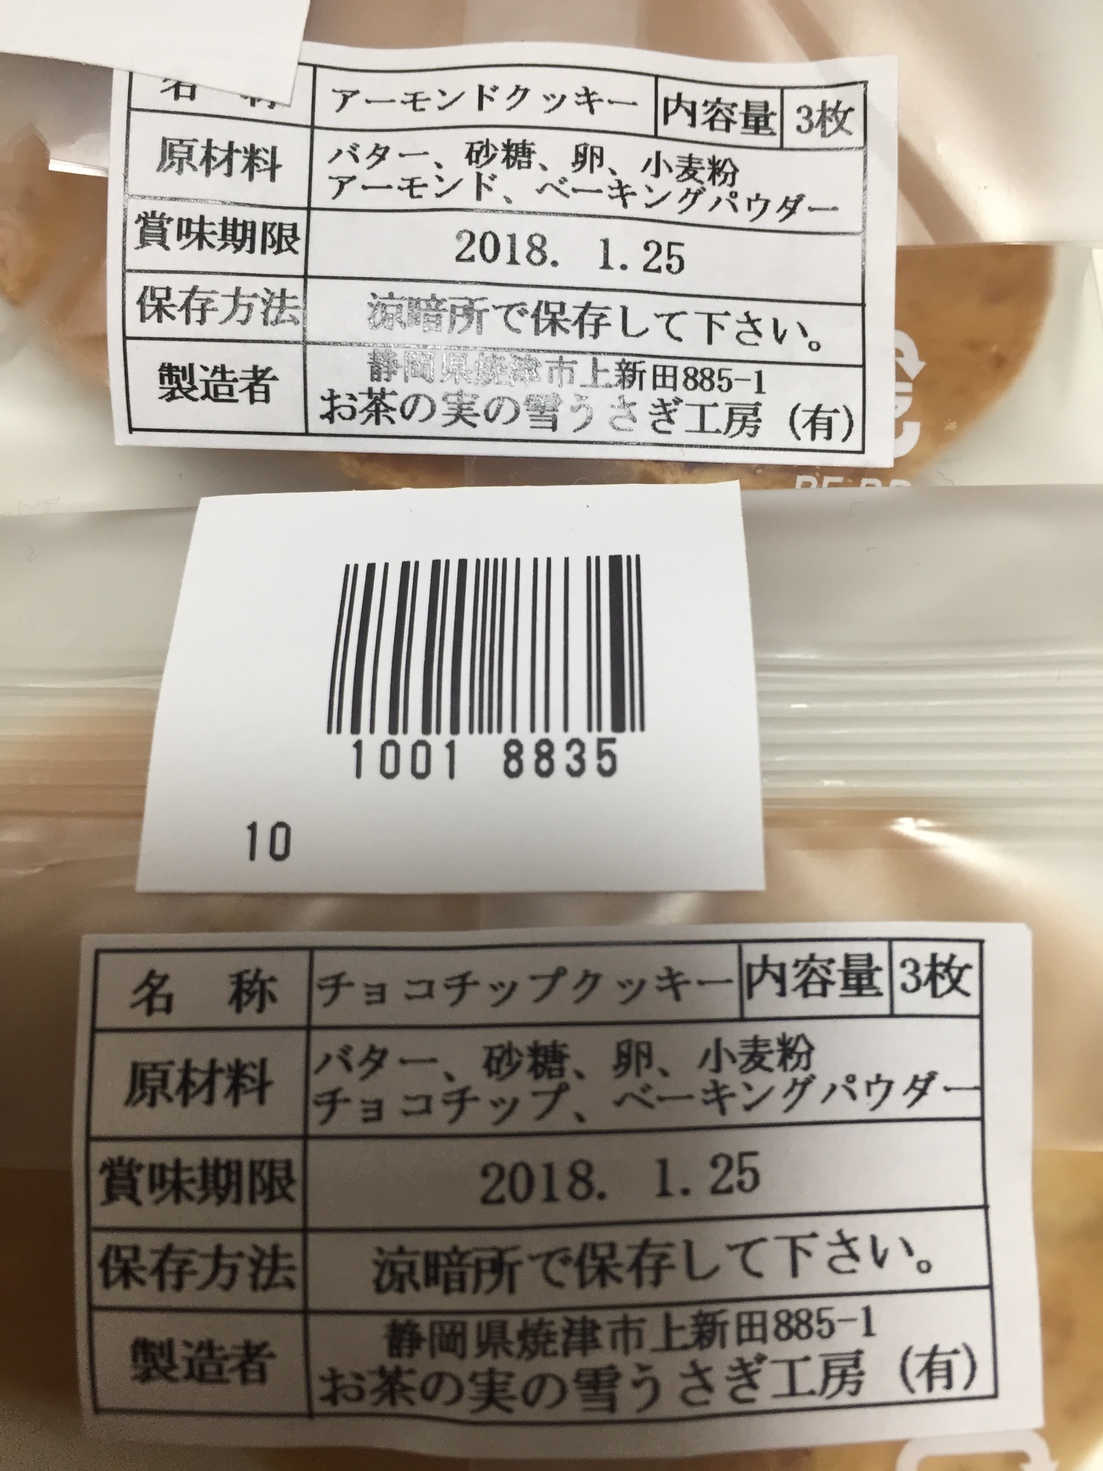 名 称 アーモンドクッキー 内容量 3枚
原材料 バター、砂糖、卵、小麦粉
アーモンド、ベーキングパウダー
賞味期限 2018. 1.25
保存方法 涼暗所で保存して下さい。
製造者 静岡県焼津市上新田885-1
お茶の実の雪うさぎ工房 (有)
1001 8835
10
名 称 チョコチップクッキー 内容量 3枚
原材料 バター、砂糖、卵、小麦粉
チョコチップ、ベーキングパウダー
賞味期限 2018. 1.25
保存方法 涼暗所で保存して下さい。
製造者 静岡県焼津市上新田885-1
お茶の実の雪うさぎ工房 (有)